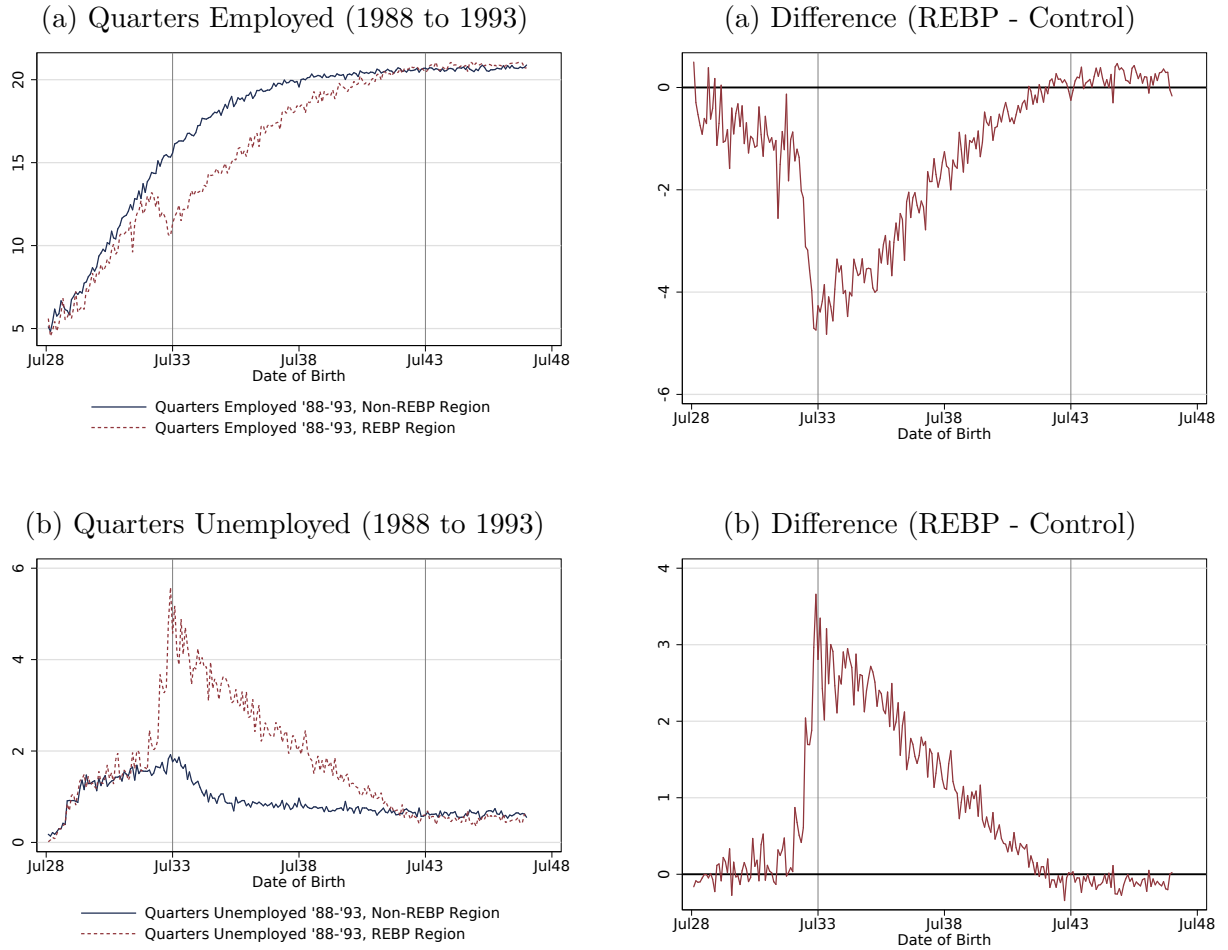 (a) Quarters Employed (1988 to 1993)
20
15
10
5
Jul28 Jul33 Jul38 Jul43 Jul48
Date of Birth
Quarters Employed '88-'93, Non-REBP Region
Quarters Employed '88-'93, REBP Region
(a) Difference (REBP - Control)
0
-2
-4
-6
Jul28 Jul33 Jul38 Jul43 Jul48
Date of Birth
(b) Quarters Unemployed (1988 to 1993)
6
4
2
0
Jul28 Jul33 Jul38 Jul43 Jul48
Date of Birth
Quarters Unemployed '88-'93, Non-REBP Region
Quarters Unemployed '88-'93, REBP Region
(b) Difference (REBP - Control)
4
3
2
1
0
Jul28 Jul33 Jul38 Jul43 Jul48
Date of Birth